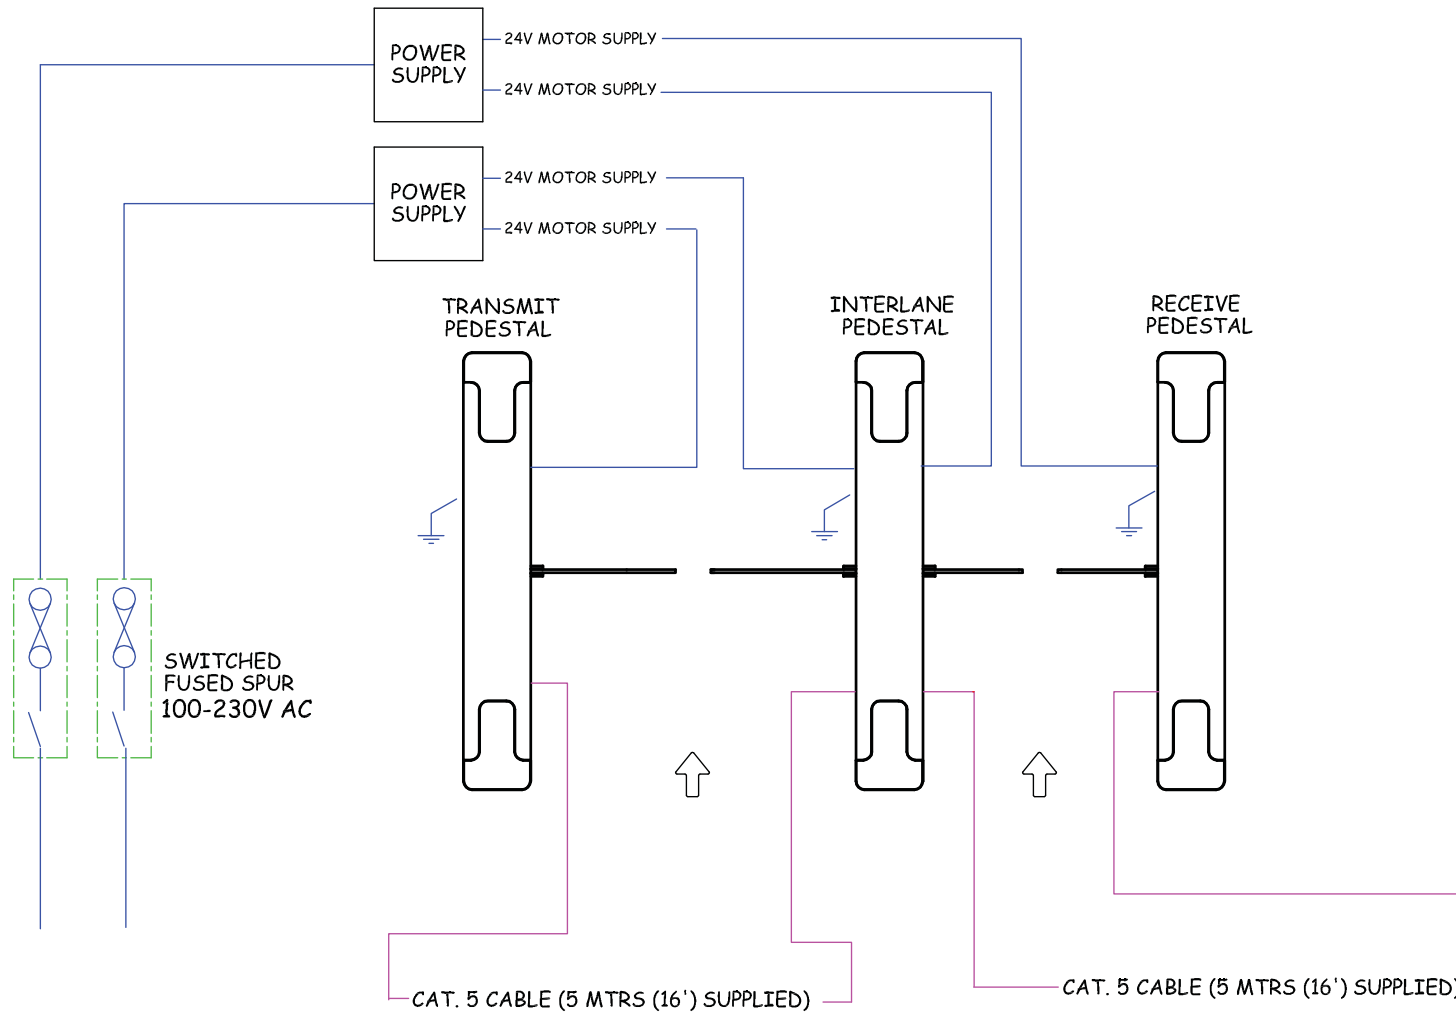 POWER
SUPPLY
24V MOTOR SUPPLY
24V MOTOR SUPPLY
POWER
SUPPLY
24V MOTOR SUPPLY
24V MOTOR SUPPLY
TRANSMIT
PEDESTAL
INTERLANE
PEDESTAL
RECEIVE
PEDESTAL
SWITCHED
FUSED SPUR
100-230V AC
CAT. 5 CABLE (5 MTRS (16') SUPPLIED)
CAT. 5 CABLE (5 MTRS (16') SUPPLIED)